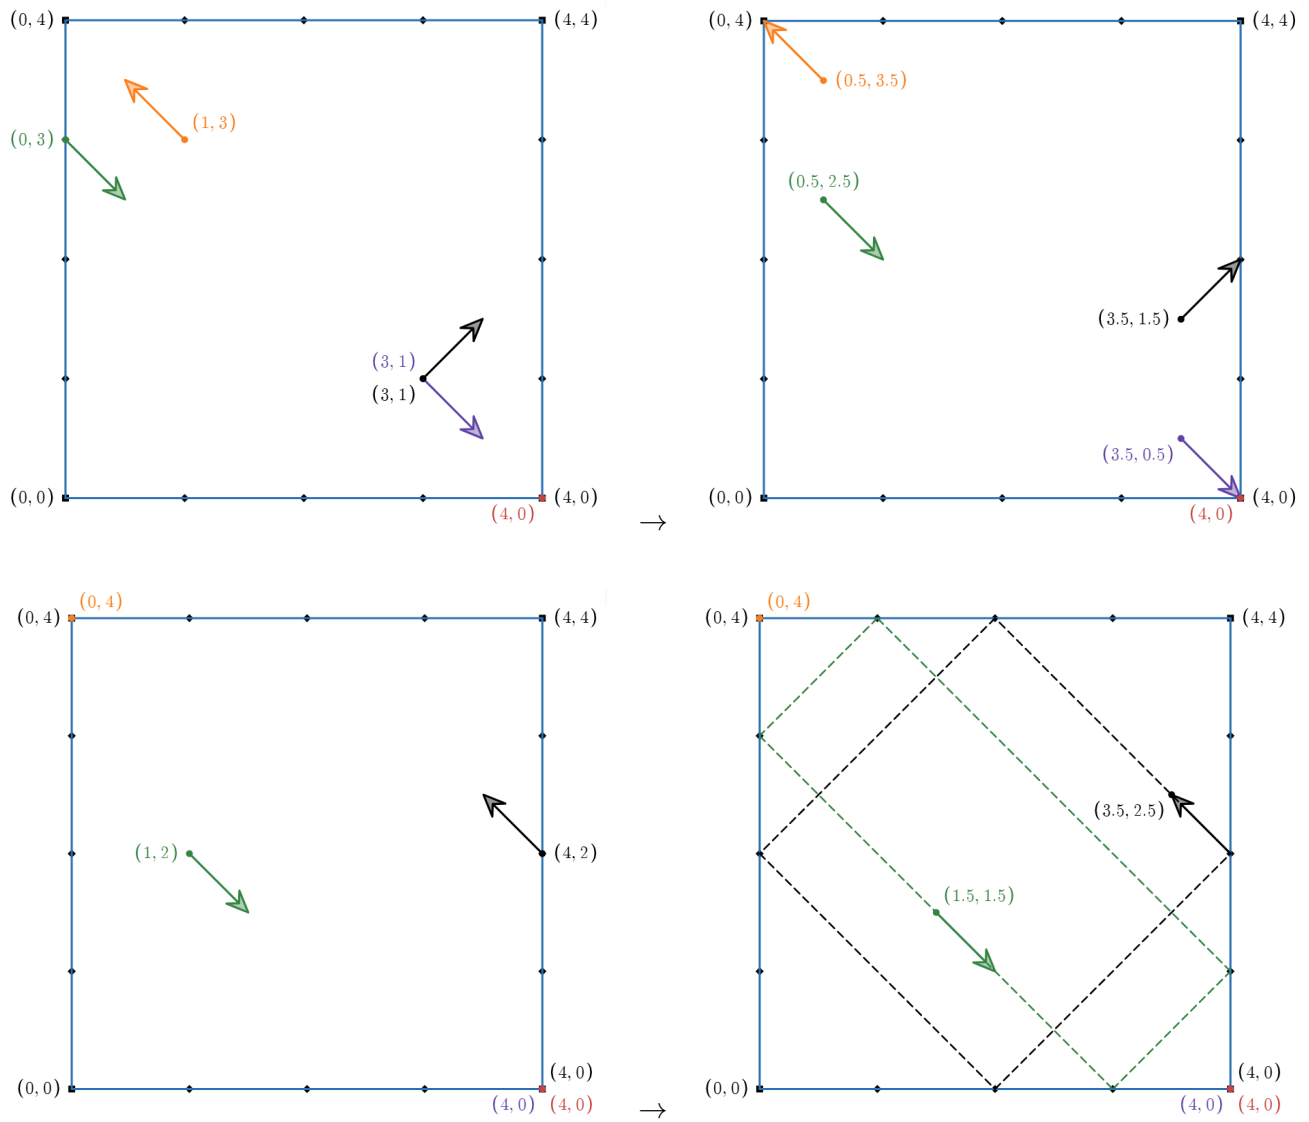 (0, 4) (4, 4) (0, 4) (4, 4)
(1, 3) (0.5, 3.5)
(0, 3)
(0.5, 2.5)
(3, 1) (3.5, 1.5)
(3, 1)
(3.5, 0.5)
(0, 0) (4, 0) (0, 0) (4, 0)
(4, 0) → (4, 0)
(0, 4) (0, 4)
(0, 4) (4, 4) (0, 4) (4, 4)
(3.5, 2.5)
(1, 2) (4, 2)
(1.5, 1.5)
(4, 0) (4, 0)
(0, 0) (0, 0)
(4, 0) (4, 0) → (4, 0) (4, 0)